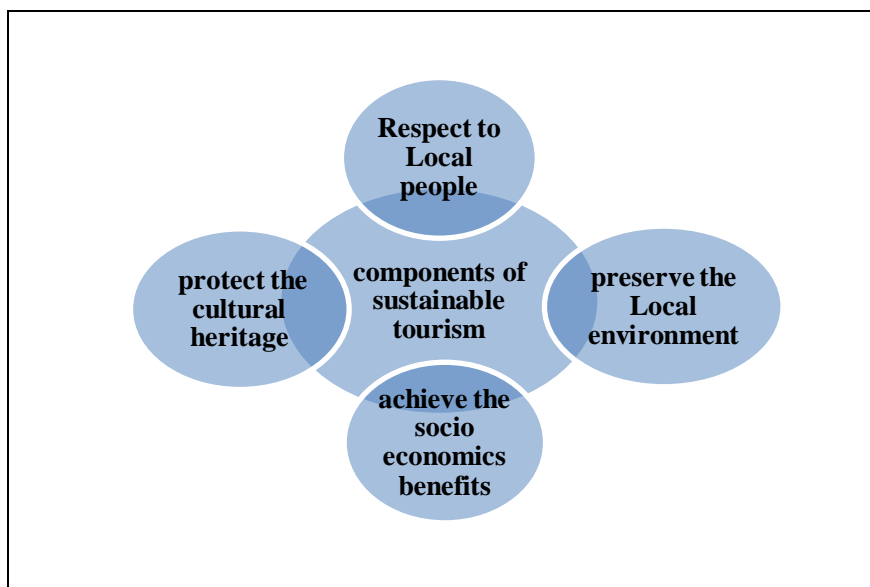 Respect to
Local
people
protect the
cultural
heritage
components of
sustainable
tourism
preserve the
Local
environment
achieve the
socio
economics
benefits